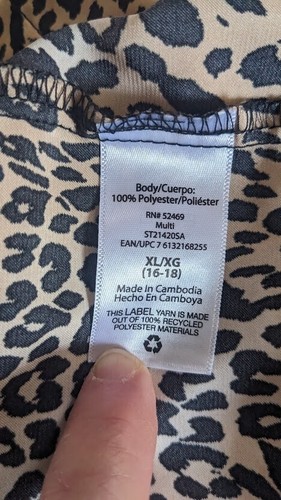 Body/Cuerpo:
100% Polyester/Poliéster
RN# 52469
Multi
ST21420SA
EAN/UPC 7 6132168255
XL/XG
(16-18)
Made In Cambodia
Hecho En Camboya
THIS LABEL YARN IS MADE
OUT OF 100% RECYCLED
POLYESTER MATERIALS